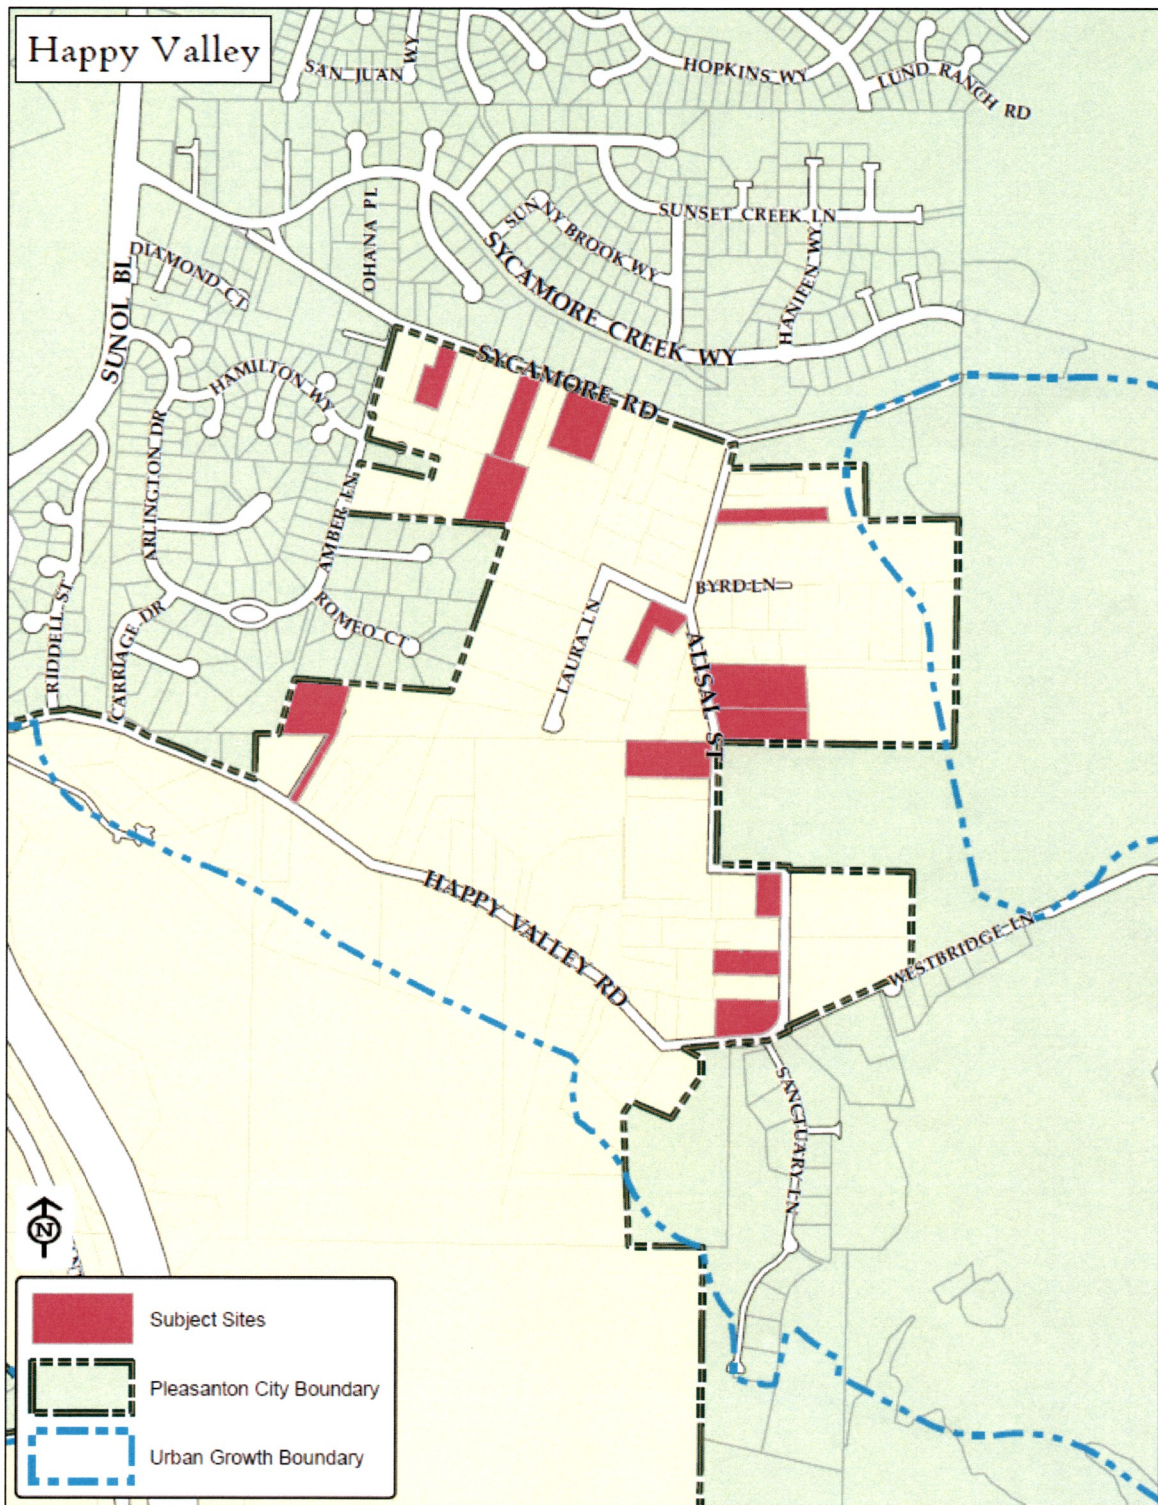 Happy Valley
SAN JUAN WY
HOPKINS WY
LUND RANCH RD
OHANA PL
SUNNY BROOK WY
SUNSET CREEK LN
HANIFEN WY
SYCAMORE CREEK WY
DIAMOND CT
SUNOL BL
HAMILTON WY
SYCAMORE RD
ARLINGTON DR
AMBER LN
BYRD LN
RIDDELL ST
CARRIAGE DR
ROMEO CT
LAURA LN
ALISAL ST
HAPPY VALLEY RD
WESTBRIDGE LN
SANCTUARY LN
N
Subject Sites
Pleasanton City Boundary
Urban Growth Boundary